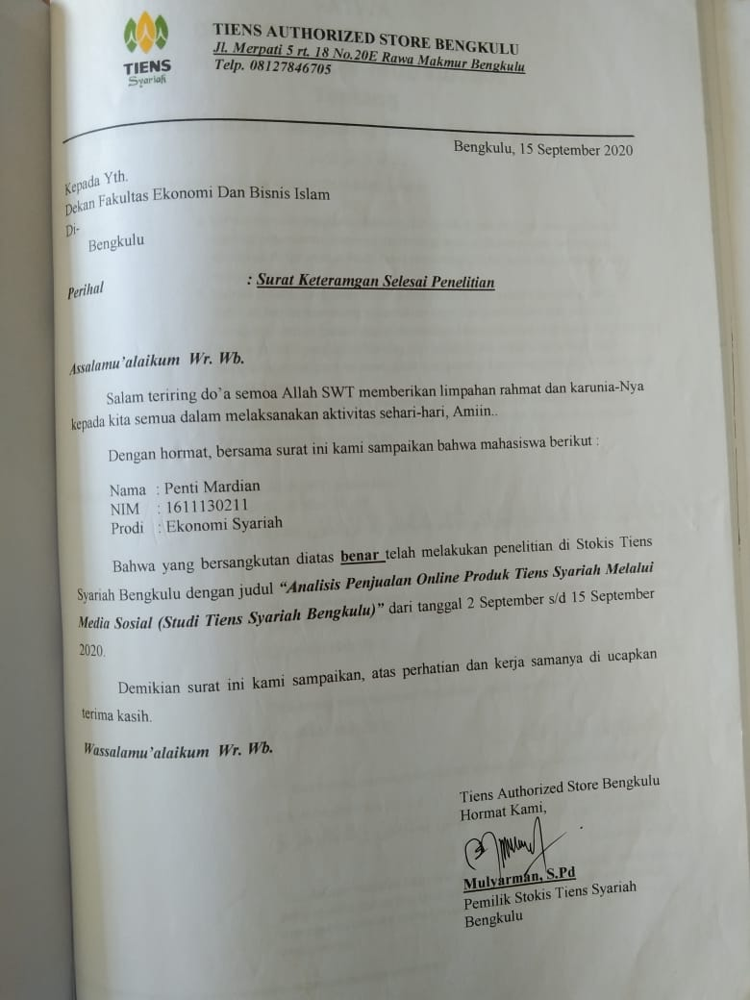 TIENS
Syariah
TIENS AUTHORIZED STORE BENGKULU
Jl. Merpati 5 rt. 18 No.20E Rawa Makmur Bengkulu
Telp. 08127846705
Bengkulu, 15 September 2020
Kepada Yth.
Dekan Fakultas Ekonomi Dan Bisnis Islam
Di-
Bengkulu
Perihal : Surat Keteramgan Selesai Penelitian
Assalamu’alaikum Wr. Wb.
Salam teriring do`a semoa Allah SWT memberikan limpahan rahmat dan karunia-Nya
kepada kita semua dalam melaksanakan aktivitas sehari-hari, Amiin..
Dengan hormat, bersama surat ini kami sampaikan bahwa mahasiswa berikut :
Nama : Penti Mardian
NIM : 1611130211
Prodi : Ekonomi Syariah
Bahwa yang bersangkutan diatas benar telah melakukan penelitian di Stokis Tiens
Syariah Bengkulu dengan judul “Analisis Penjualan Online Produk Tiens Syariah Melalui
Media Sosial (Studi Tiens Syariah Bengkulu)” dari tanggal 2 September s/d 15 September
2020.
Demikian surat ini kami sampaikan, atas perhatian dan kerja samanya di ucapkan
terima kasih.
Wassalamu’alaikum Wr. Wb.
Tiens Authorized Store Bengkulu
Hormat Kami,
Mulyarman, S.Pd
Pemilik Stokis Tiens Syariah
Bengkulu